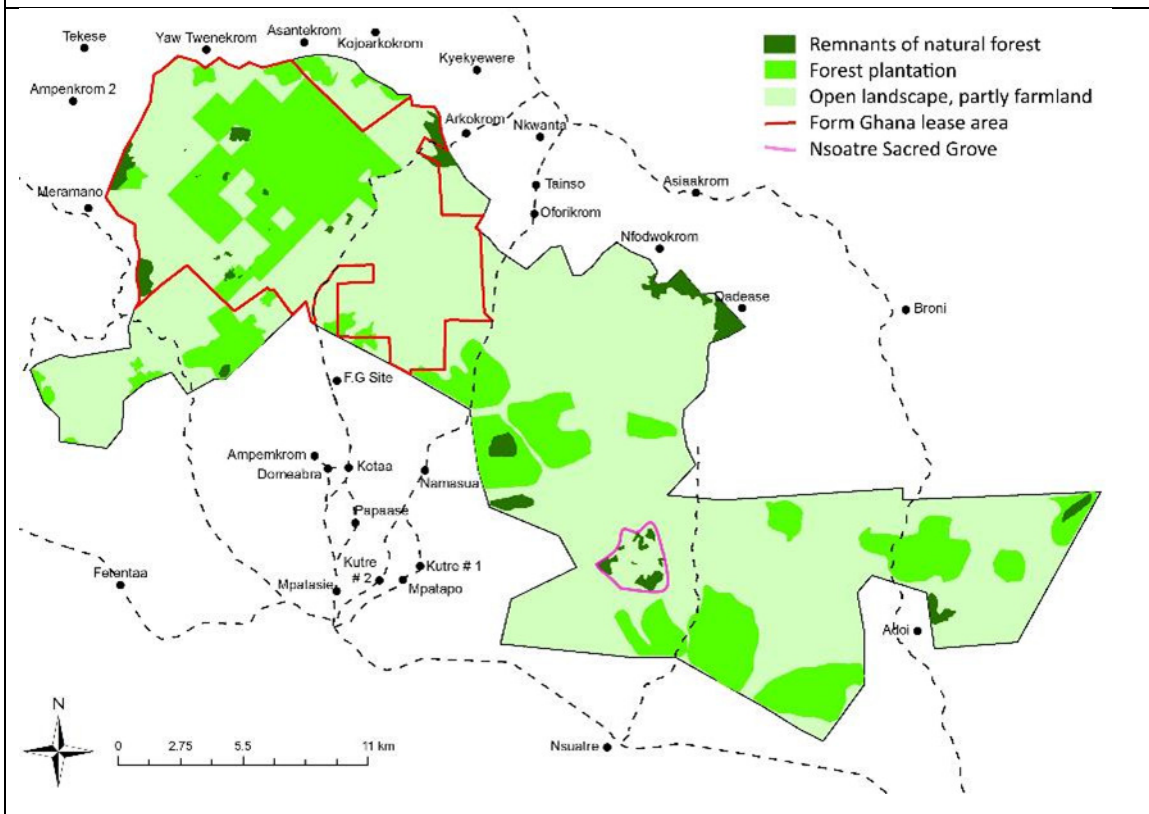 Tekese
Yaw Twenekrom
Asantekrom
Kojoarkokrom
Kyekyewere
Ampenkrom 2
Arkokrom
Nkwanta
Meramano
Tainso
Oforikrom
Asiaakrom
Nfodwokrom
Dadease
Broni
F.G Site
Ampemkrom
Domeabra
Kotaa
Namasua
Papaase
Kutre
# 2
Kutre # 1
Mpatasie
Mpatapo
Fetentaa
Adoi
Nsuatre
Remnants of natural forest
Forest plantation
Open landscape, partly farmland
Form Ghana lease area
Nsoatre Sacred Grove
N
0 2.75 5.5 11 km